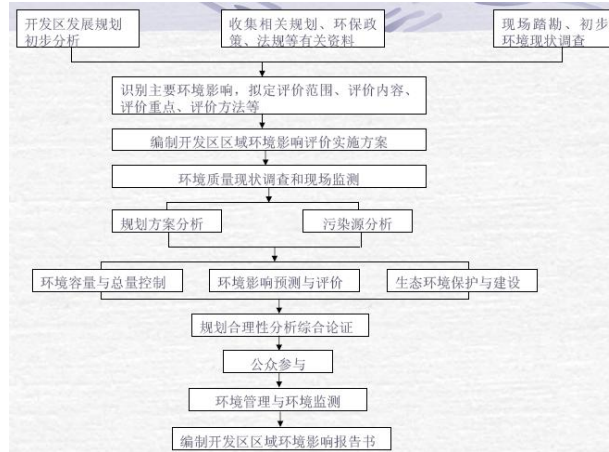 开发区发展规划
初步分析
收集相关规划、环保政
策、法规等有关资料
现场踏勘、初步
环境现状调查
识别主要环境影响，拟定评价范围、评价内容、
评价重点、评价方法等
编制开发区区域环境影响评价实施方案
环境质量现状调查和现场监测
规划方案分析
污染源分析
环境容量与总量控制
环境影响预测与评价
生态环境保护与建设
规划合理性分析综合论证
公众参与
环境管理与环境监测
编制开发区区域环境影响报告书